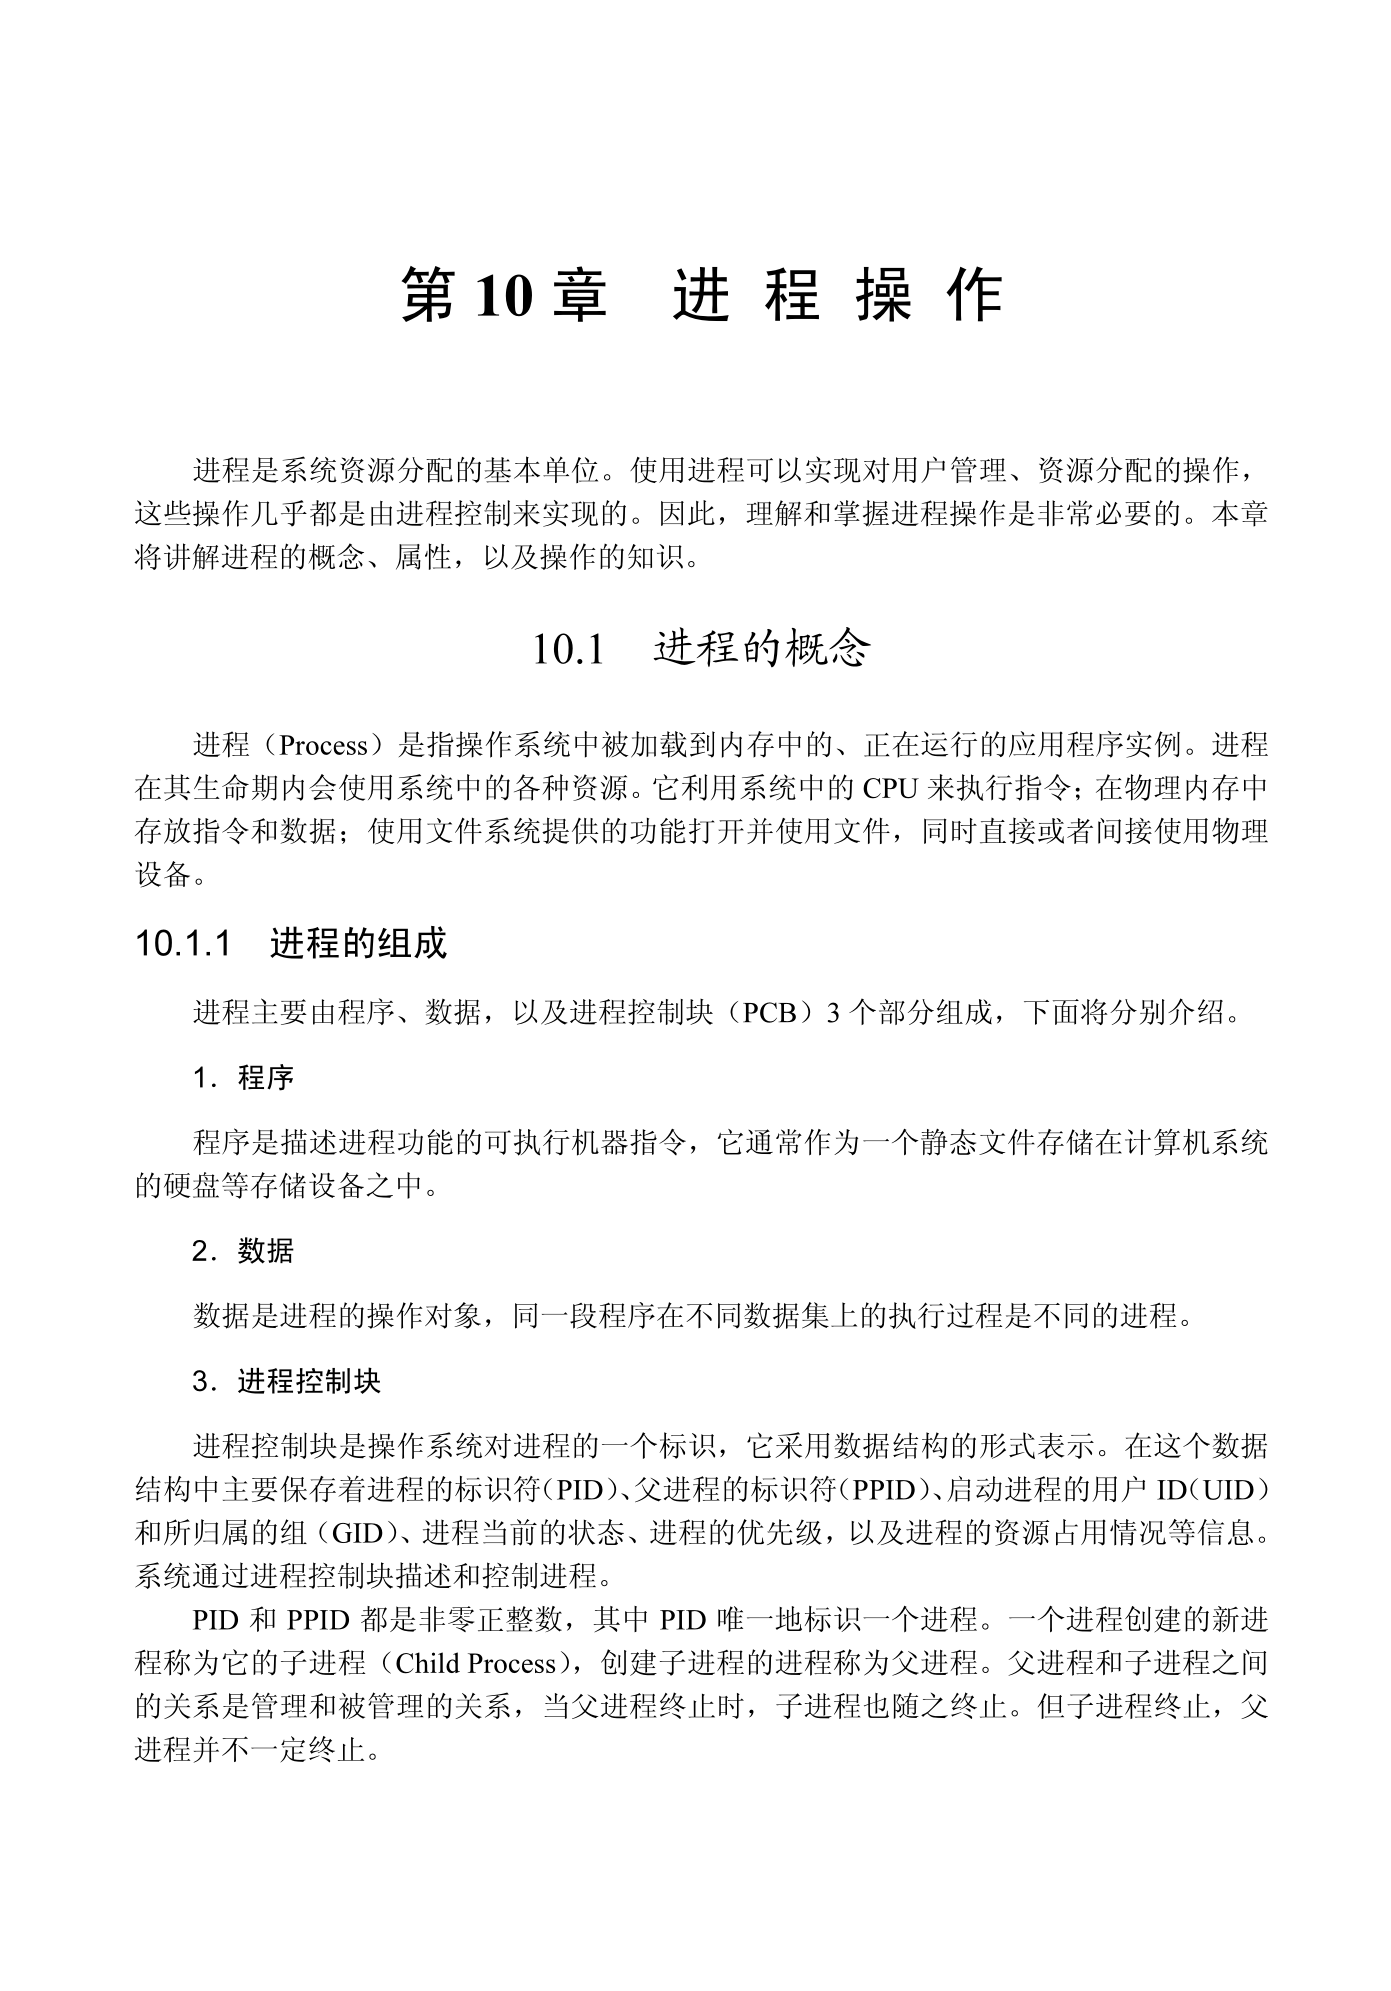 第 10 章　进 程 操 作
进程是系统资源分配的基本单位。使用进程可以实现对用户管理、资源分配的操作，
这些操作几乎都是由进程控制来实现的。因此，理解和掌握进程操作是非常必要的。本章
将讲解进程的概念、属性，以及操作的知识。
10.1　进程的概念
进程（Process）是指操作系统中被加载到内存中的、正在运行的应用程序实例。进程
在其生命期内会使用系统中的各种资源。它利用系统中的 CPU 来执行指令；在物理内存中
存放指令和数据；使用文件系统提供的功能打开并使用文件，同时直接或者间接使用物理
设备。
10.1.1　进程的组成
进程主要由程序、数据，以及进程控制块（PCB）3 个部分组成，下面将分别介绍。
1．程序
程序是描述进程功能的可执行机器指令，它通常作为一个静态文件存储在计算机系统
的硬盘等存储设备之中。
2．数据
数据是进程的操作对象，同一段程序在不同数据集上的执行过程是不同的进程。
3．进程控制块
进程控制块是操作系统对进程的一个标识，它采用数据结构的形式表示。在这个数据
结构中主要保存着进程的标识符（PID）、父进程的标识符（PPID）、启动进程的用户 ID（UID）
和所归属的组（GID）、进程当前的状态、进程的优先级，以及进程的资源占用情况等信息。
系统通过进程控制块描述和控制进程。
PID 和 PPID 都是非零正整数，其中 PID 唯一地标识一个进程。一个进程创建的新进
程称为它的子进程（Child Process），创建子进程的进程称为父进程。父进程和子进程之间
的关系是管理和被管理的关系，当父进程终止时，子进程也随之终止。但子进程终止，父
进程并不一定终止。